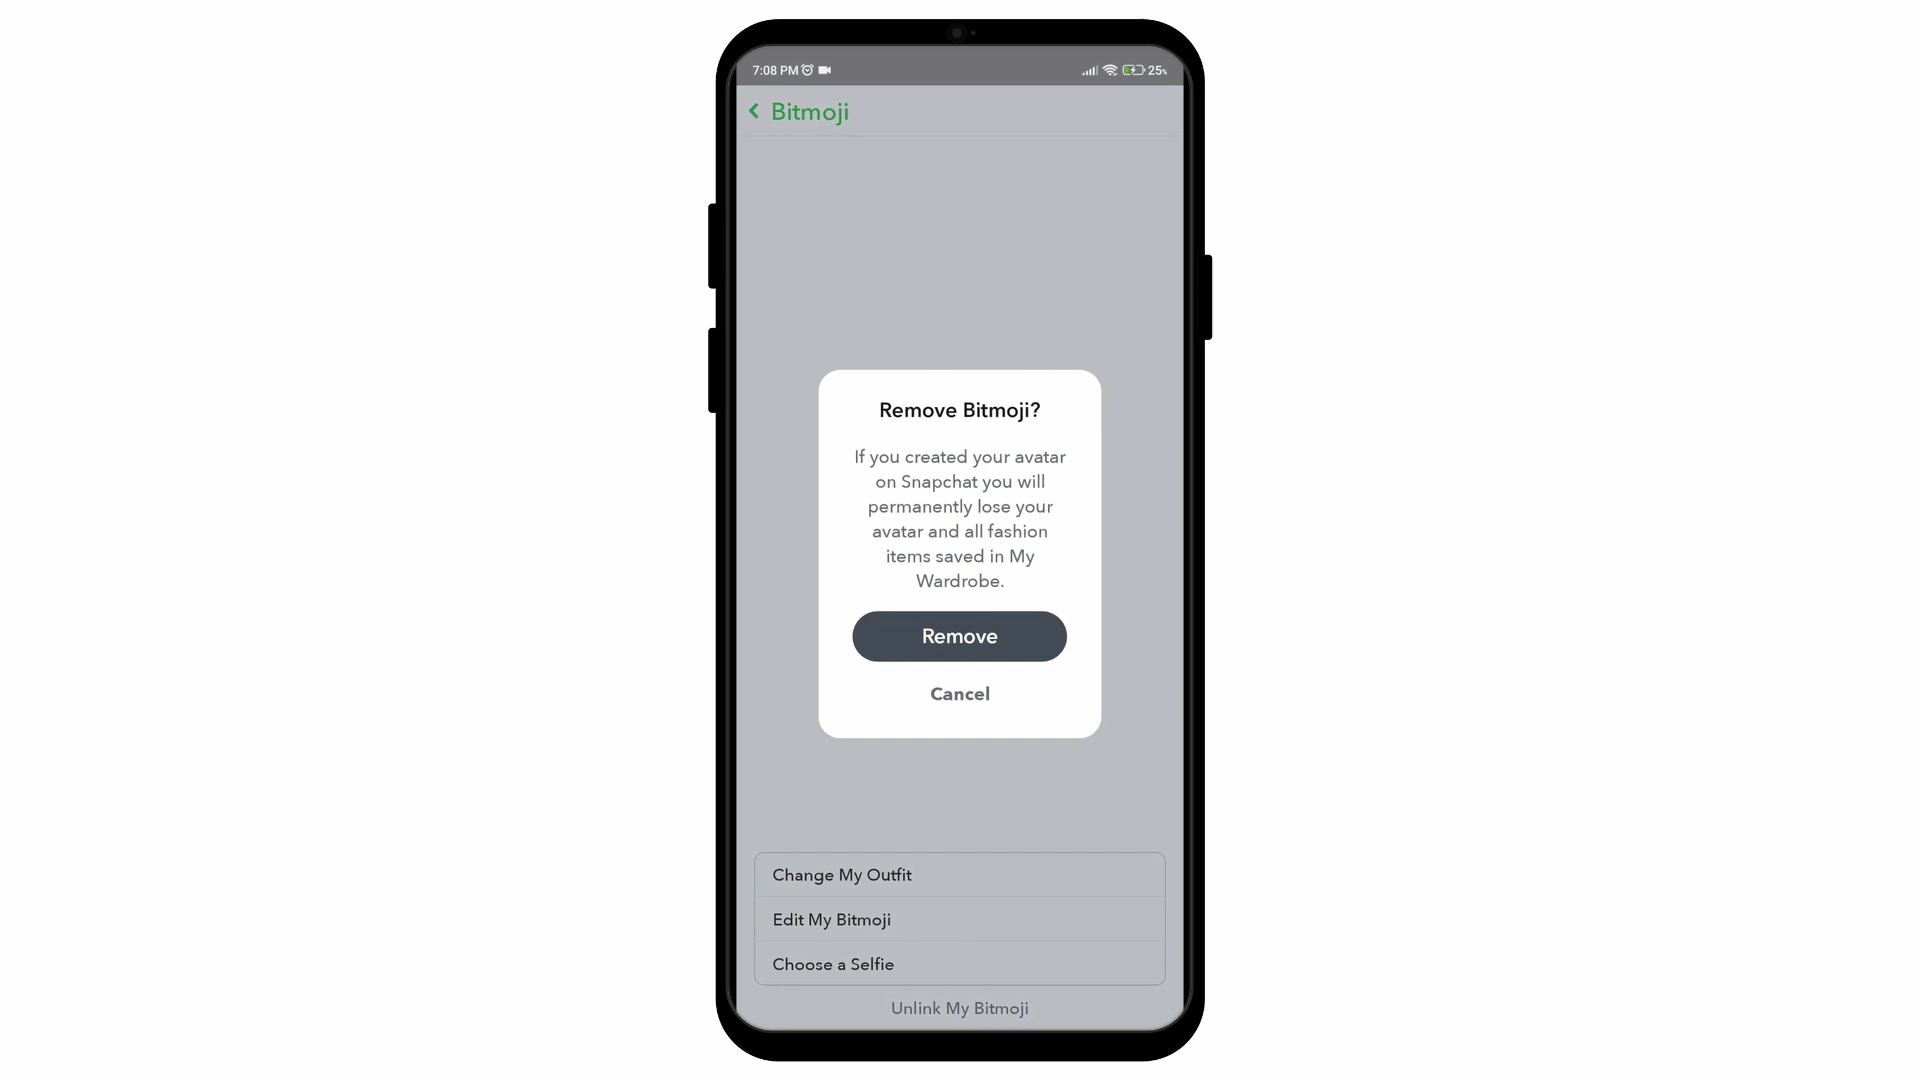 7:08 PM 25%
Bitmoji
Remove Bitmoji?
If you created your avatar
on Snapchat you will
permanently lose your
avatar and all fashion
items saved in My
Wardrobe.
Remove
Cancel
Change My Outfit
Edit My Bitmoji
Choose a Selfie
Unlink My Bitmoji